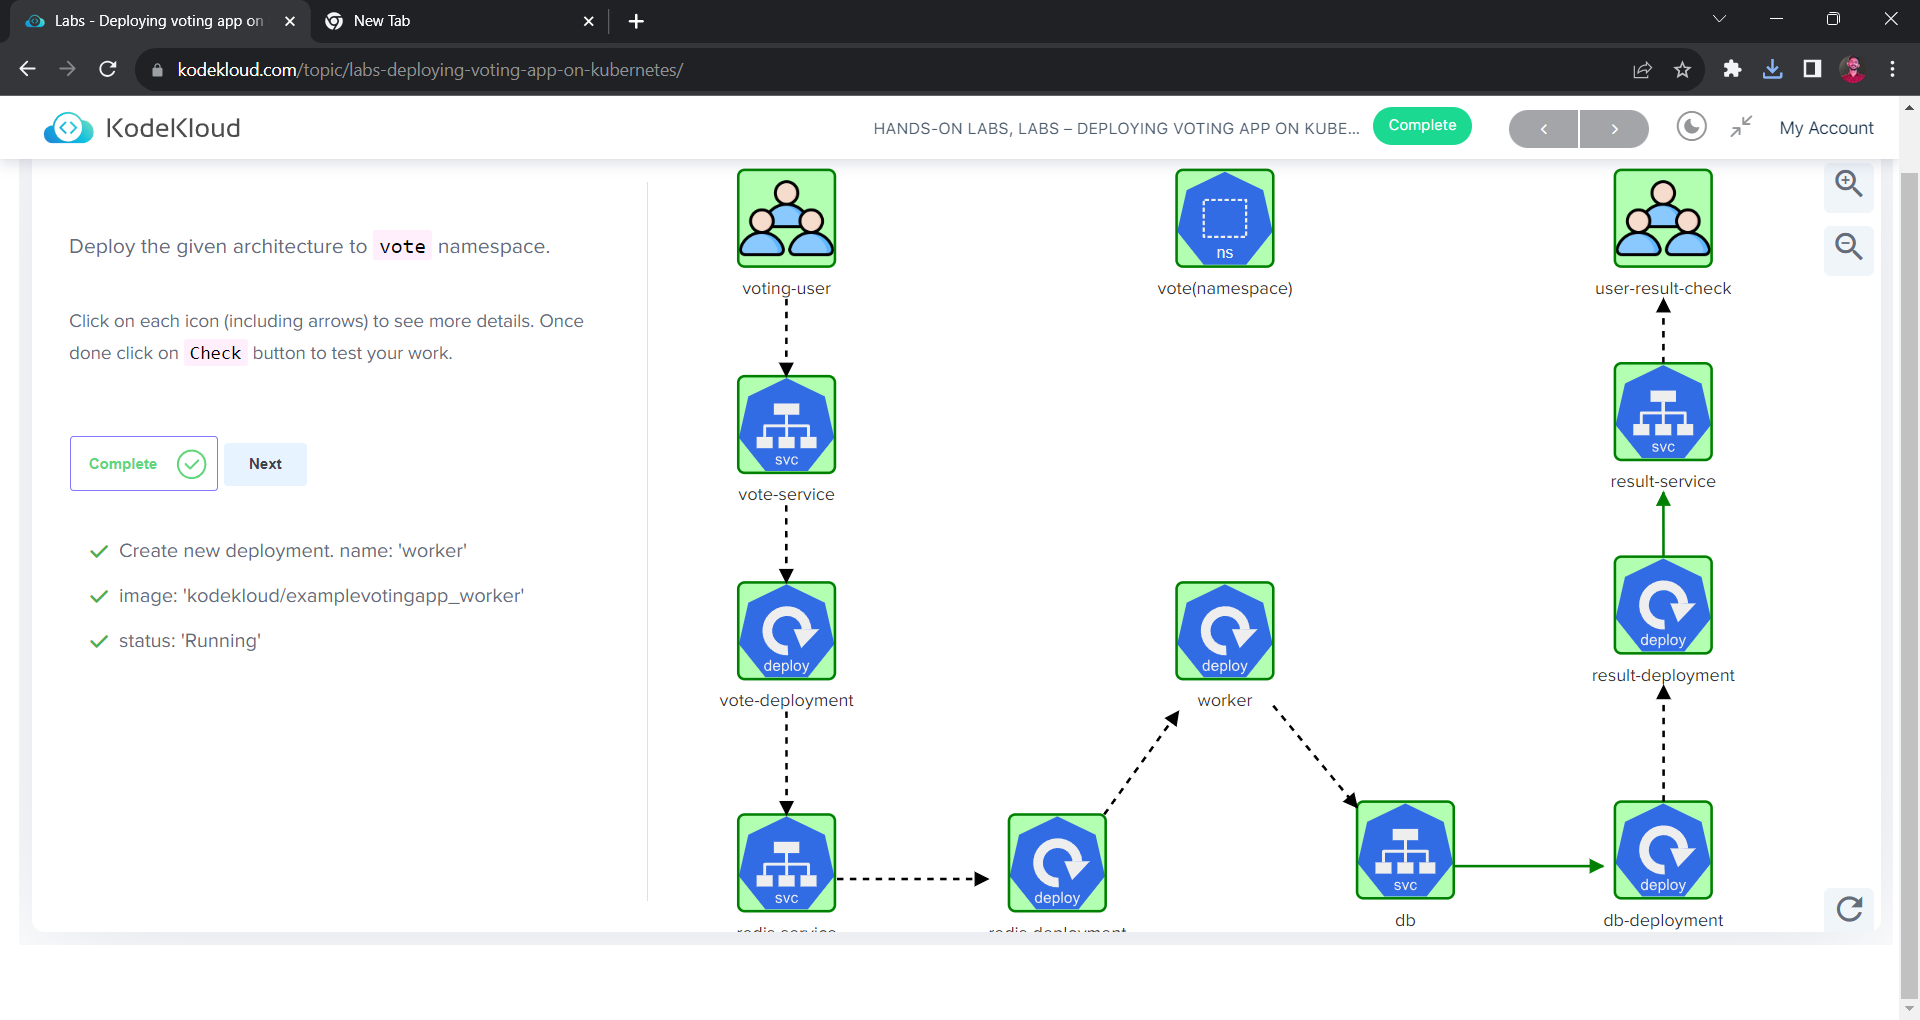 Labs - Deploying voting app on
New Tab
kodekloud.com/topic/labs-deploying-voting-app-on-kubernetes/
KodeKloud
HANDS-ON LABS, LABS – DEPLOYING VOTING APP ON KUBE...
Complete
My Account
Deploy the given architecture to vote namespace.
Click on each icon (including arrows) to see more details. Once
done click on Check button to test your work.
Complete
Next
Create new deployment. name: 'worker'
image: 'kodekloud/examplevotingapp_worker'
status: 'Running'
voting-user
ns
vote(namespace)
user-result-check
svc
vote-service
svc
result-service
deploy
vote-deployment
deploy
worker
deploy
result-deployment
svc
redis-service
deploy
redis-deployment
svc
db
deploy
db-deployment